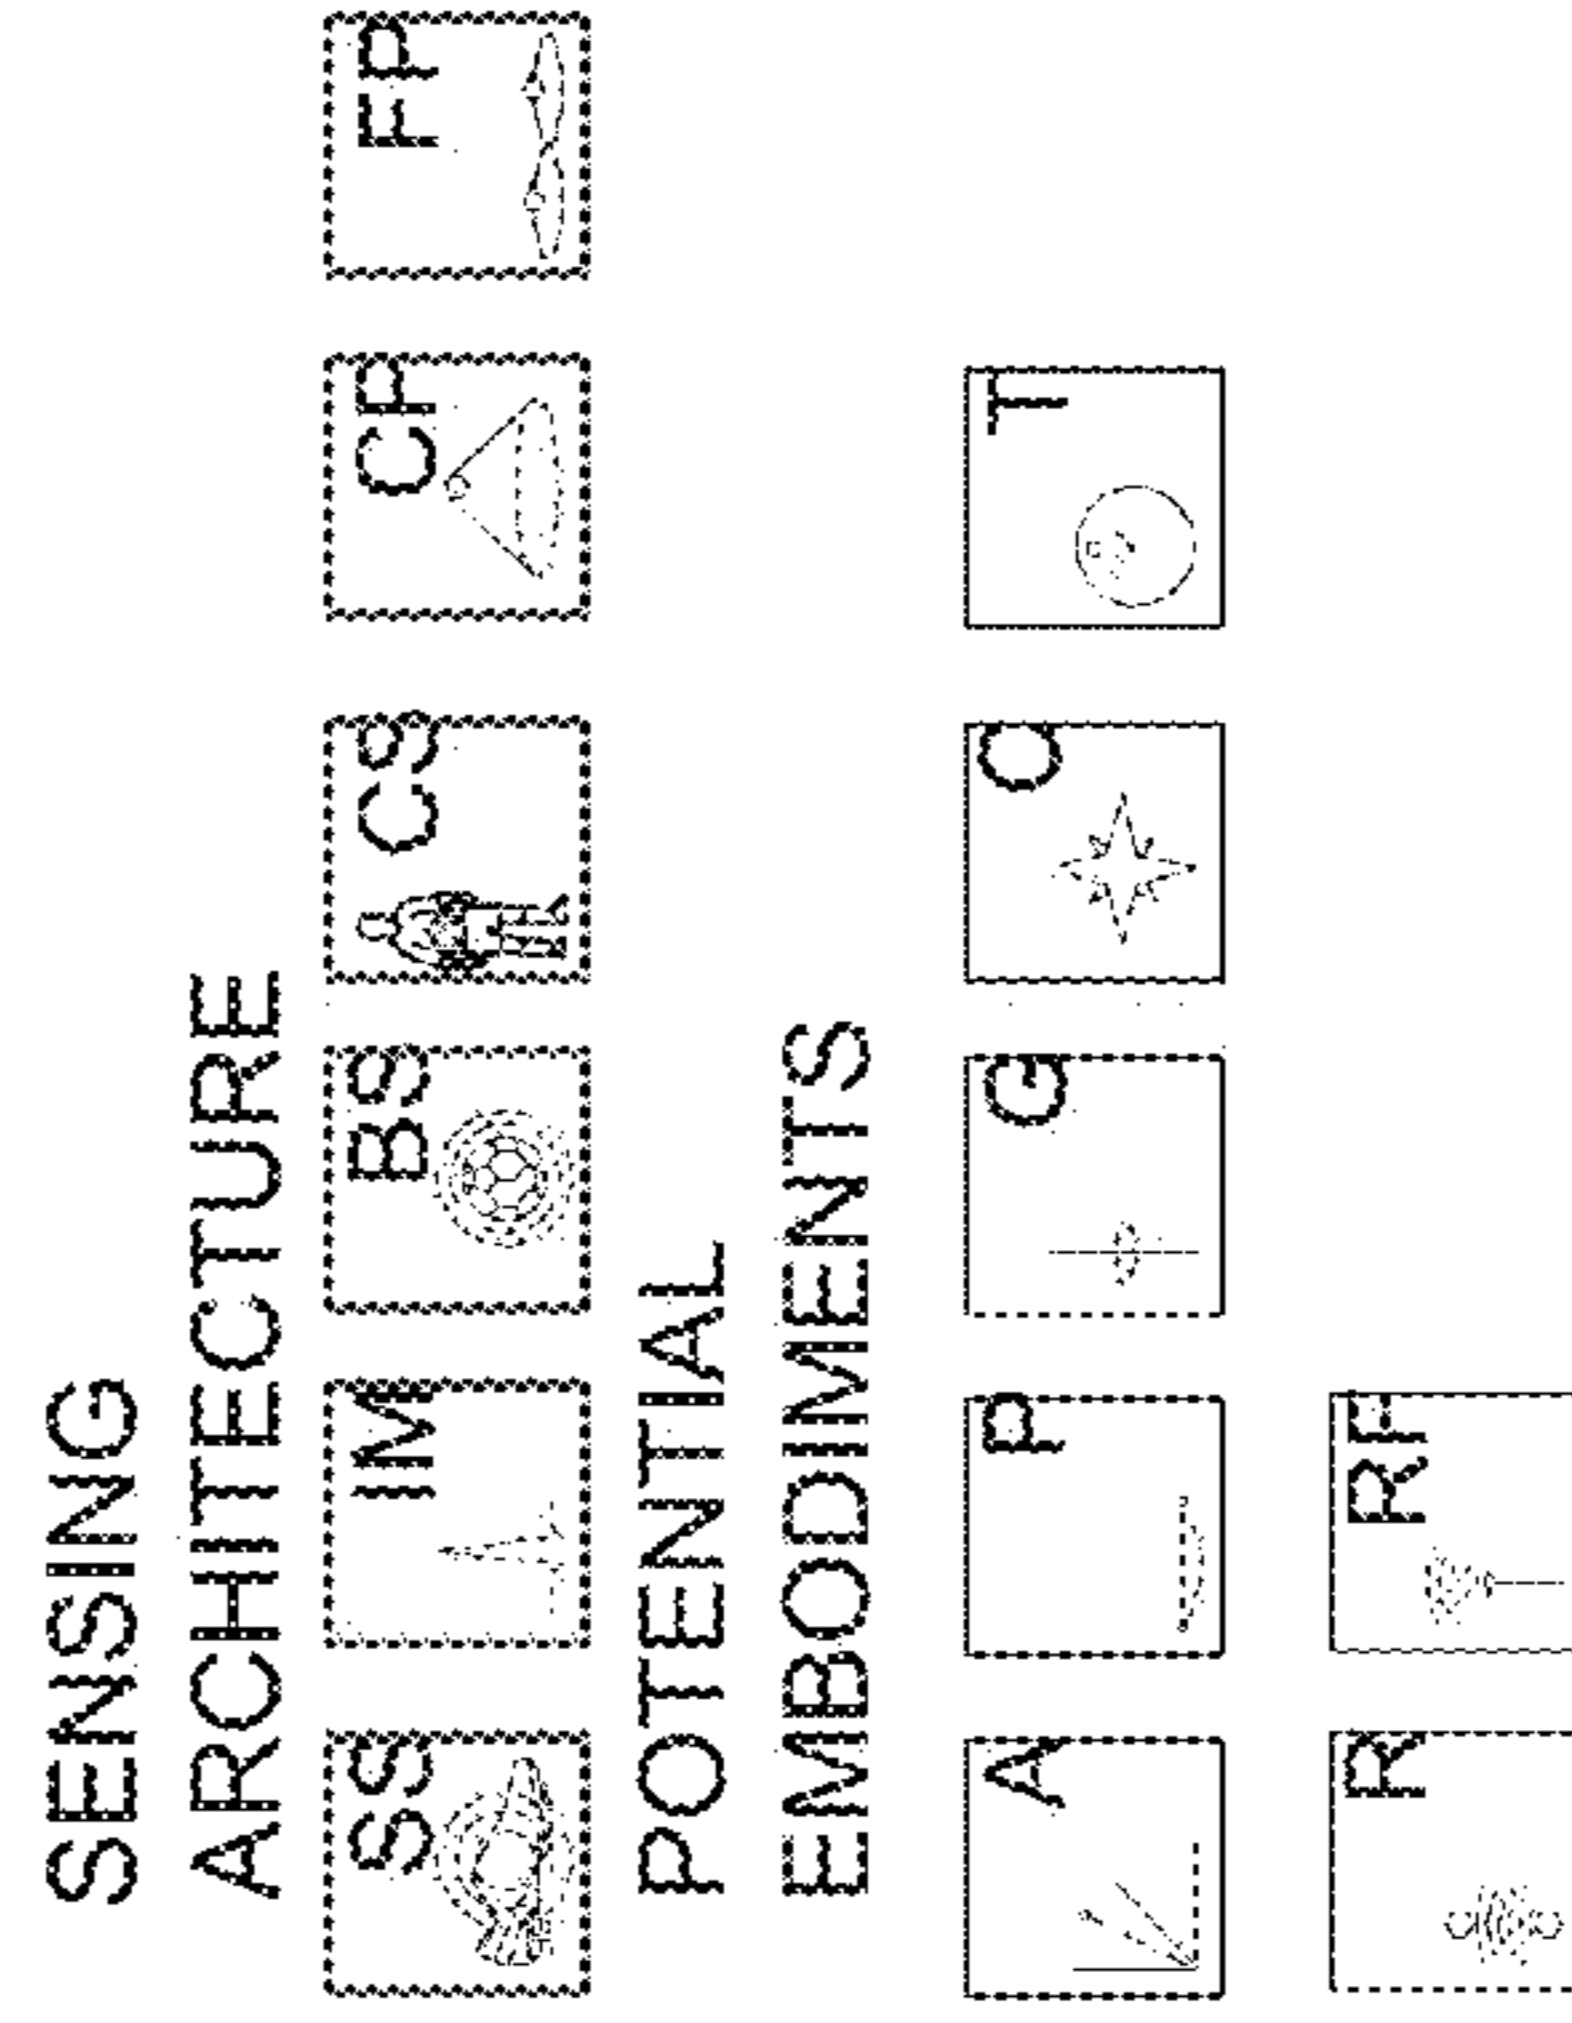 SENSING
ARCHITECTURE
SS IM BS CS CP FP
POTENTIAL
EMBODIMENTS
A P G O T
R RF